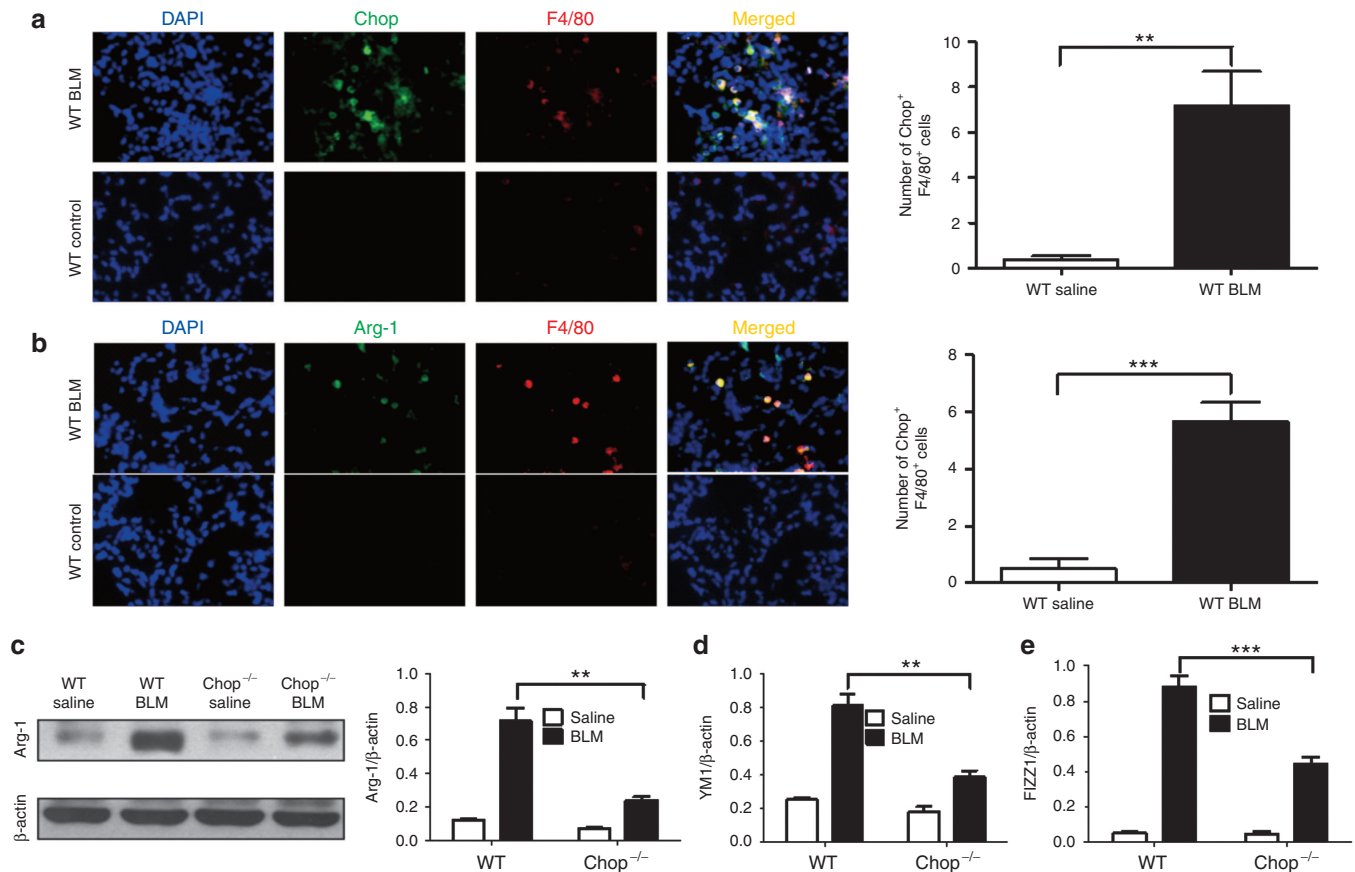 a
DAPI Chop F4/80 Merged
WT BLM
WT control
Number of Chop⁺
F4/80⁺ cells
10
8
6
4
2
0
**
WT saline WT BLM
b
DAPI Arg-1 F4/80 Merged
WT BLM
WT control
Number of Chop⁺
F4/80⁺ cells
8
6
4
2
0
***
WT saline WT BLM
c
WT
saline
WT
BLM
Chop⁻/⁻
saline
Chop⁻/⁻
BLM
Arg-1
β-actin
Arg-1/β-actin
1.0
0.8
0.6
0.4
0.2
0.0
**
Saline
BLM
WT Chop⁻/⁻
d
YM1/β-actin
1.0
0.8
0.6
0.4
0.2
0.0
**
Saline
BLM
WT Chop⁻/⁻
e
FIZZ1/β-actin
1.0
0.8
0.6
0.4
0.2
0.0
***
Saline
BLM
WT Chop⁻/⁻